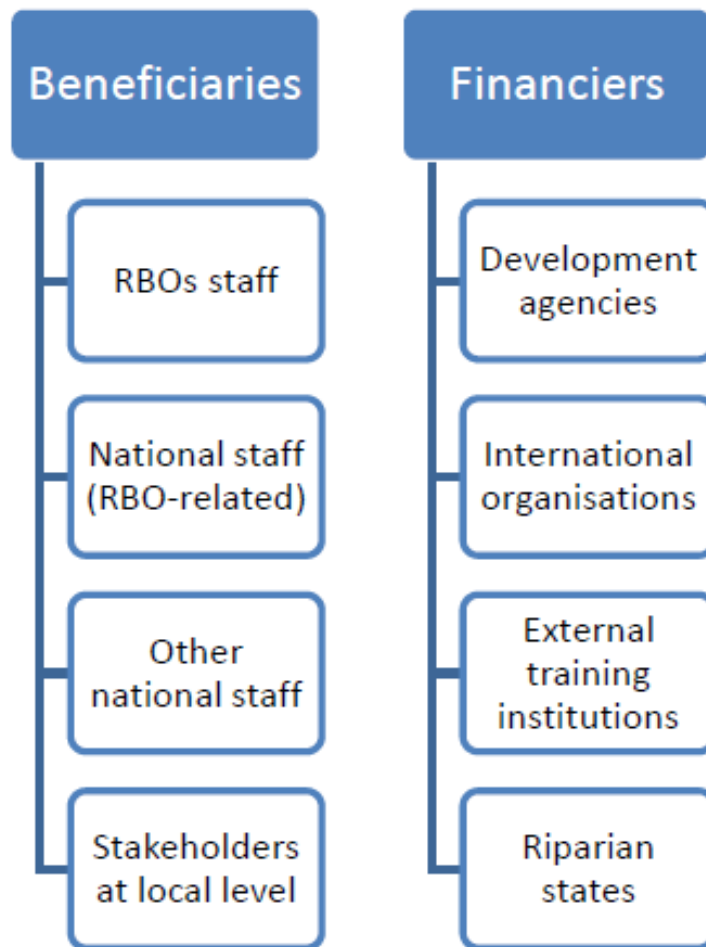 Beneficiaries
RBOs staff
National staff
(RBO-related)
Other
national staff
Stakeholders
at local level
Financiers
Development
agencies
International
organisations
External
training
institutions
Riparian
states